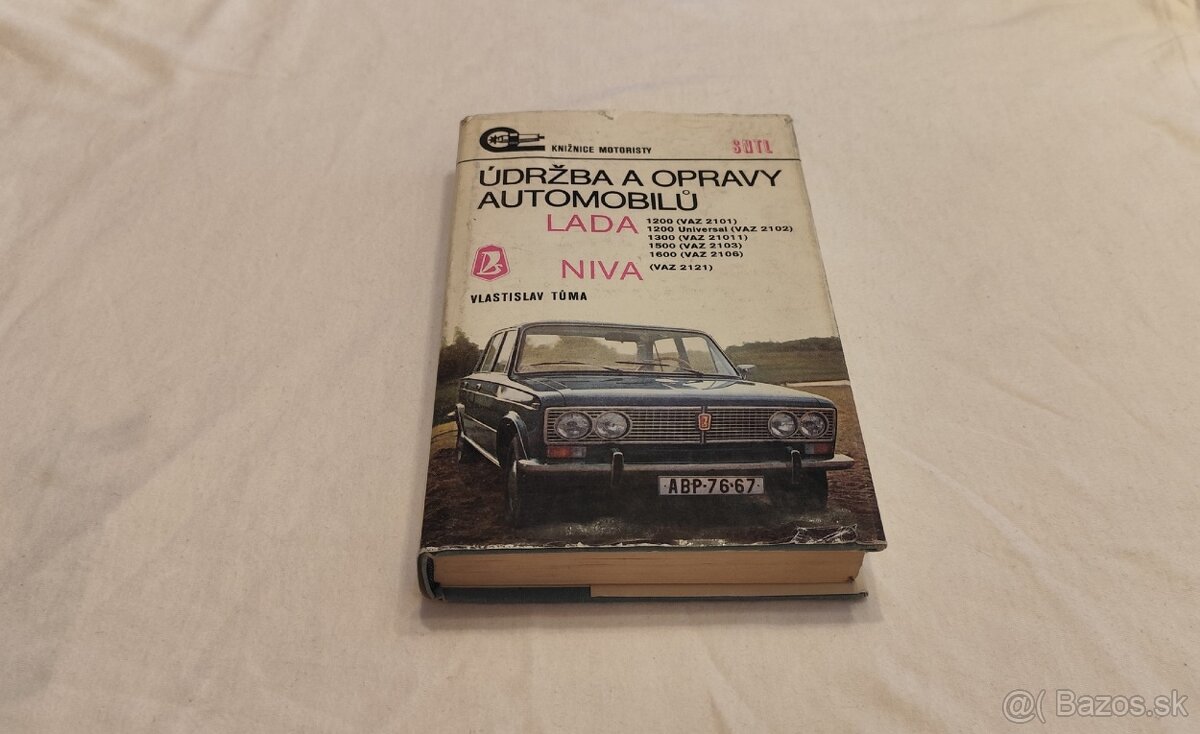 KNIŽNICE MOTORISTY
SNTL
ÚDRŽBA A OPRAVY
AUTOMOBILŮ
LADA
1200 (VAZ 2101)
1200 Universal (VAZ 2102)
1300 (VAZ 21011)
1500 (VAZ 2103)
1600 (VAZ 2106)
NIVA
(VAZ 2121)
VLASTISLAV TŮMA
ABP·76·67
@( Bazos.sk